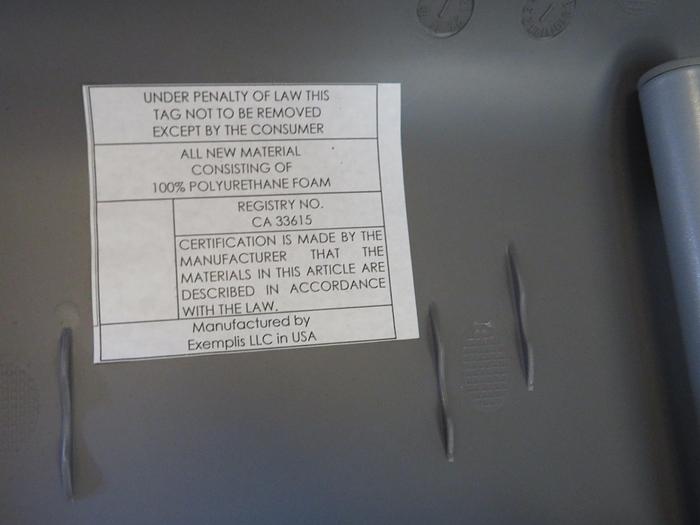 UNDER PENALTY OF LAW THIS
TAG NOT TO BE REMOVED
EXCEPT BY THE CONSUMER
ALL NEW MATERIAL
CONSISTING OF
100% POLYURETHANE FOAM
REGISTRY NO.
CA 33615
CERTIFICATION IS MADE BY THE
MANUFACTURER THAT THE
MATERIALS IN THIS ARTICLE ARE
DESCRIBED IN ACCORDANCE
WITH THE LAW.
Manufactured by
Exemplis LLC in USA